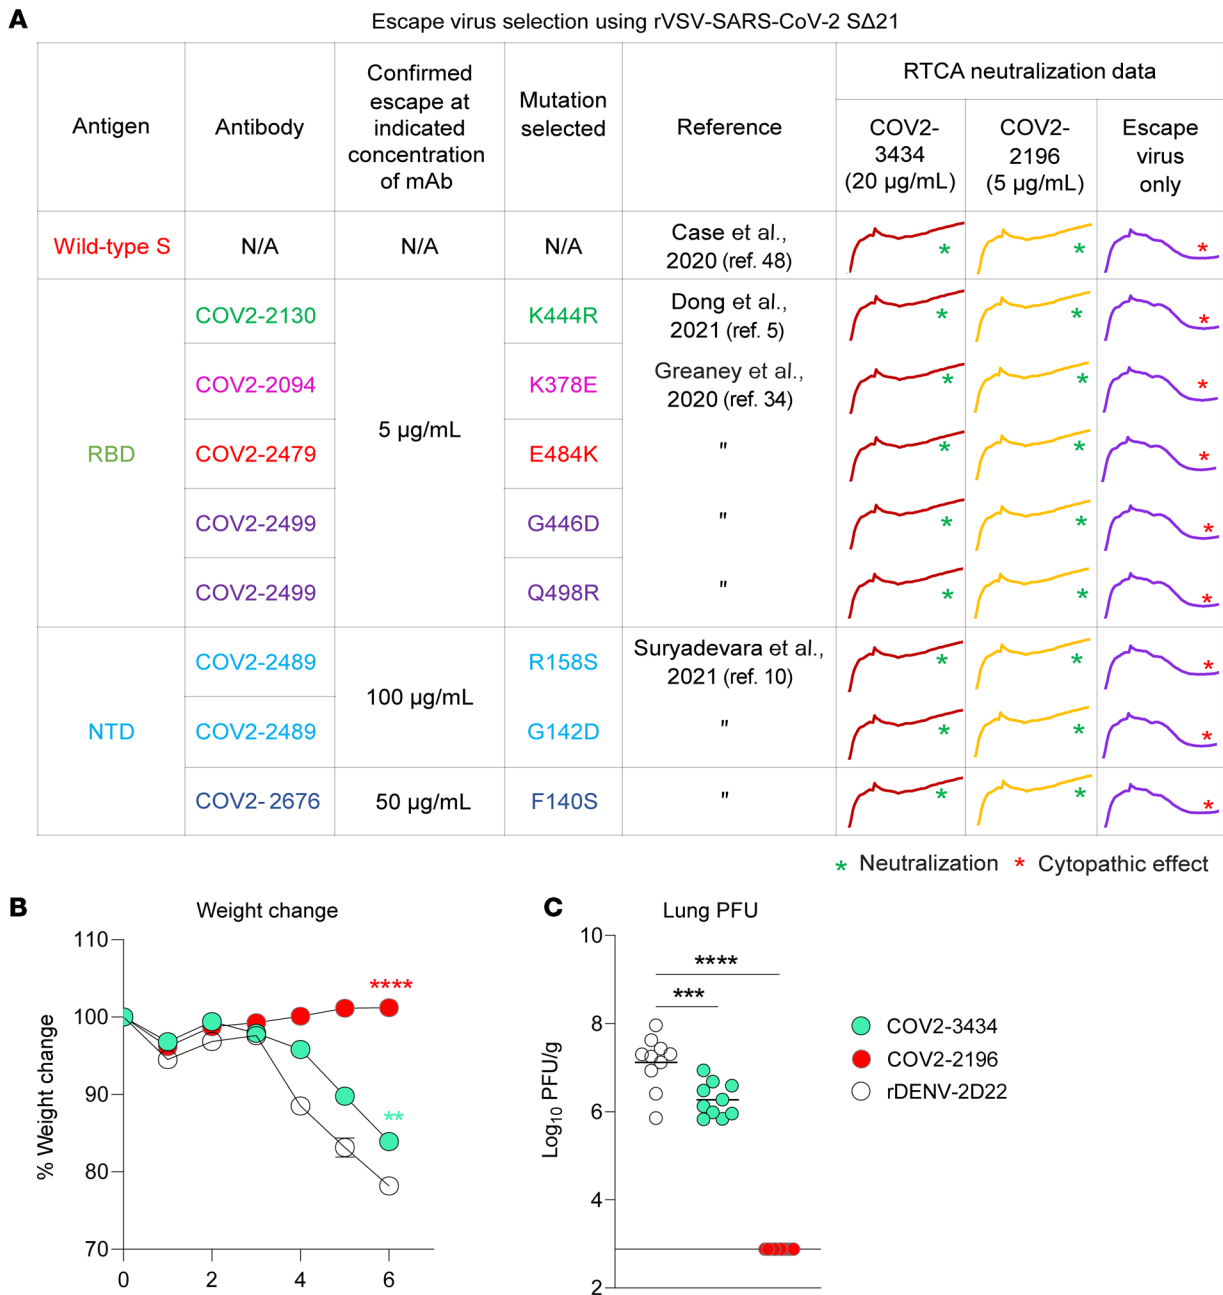 A
Escape virus selection using rVSV-SARS-CoV-2 SΔ21
Antigen
Antibody
Confirmed
escape at
indicated
concentration
of mAb
Mutation
selected
Reference
RTCA neutralization data
COV2-
3434
(20 µg/mL)
COV2-
2196
(5 µg/mL)
Escape
virus
only
Wild-type S
N/A
N/A
N/A
Case et al.,
2020 (ref. 48)
*
*
*
RBD
COV2-2130
5 µg/mL
K444R
Dong et al.,
2021 (ref. 5)
*
*
*
COV2-2094
K378E
Greaney et al.,
2020 (ref. 34)
*
*
*
COV2-2479
E484K
"
*
*
*
COV2-2499
G446D
"
*
*
*
COV2-2499
Q498R
"
*
*
*
NTD
COV2-2489
100 µg/mL
R158S
Suryadevara et al.,
2021 (ref. 10)
*
*
*
COV2-2489
G142D
"
*
*
*
COV2- 2676
50 µg/mL
F140S
"
*
*
*
* Neutralization
* Cytopathic effect
B
Weight change
% Weight change
110
100
90
80
70
0
2
4
6
****
**
C
Lung PFU
Log10 PFU/g
10
8
6
4
2
****
***
COV2-3434
COV2-2196
rDENV-2D22